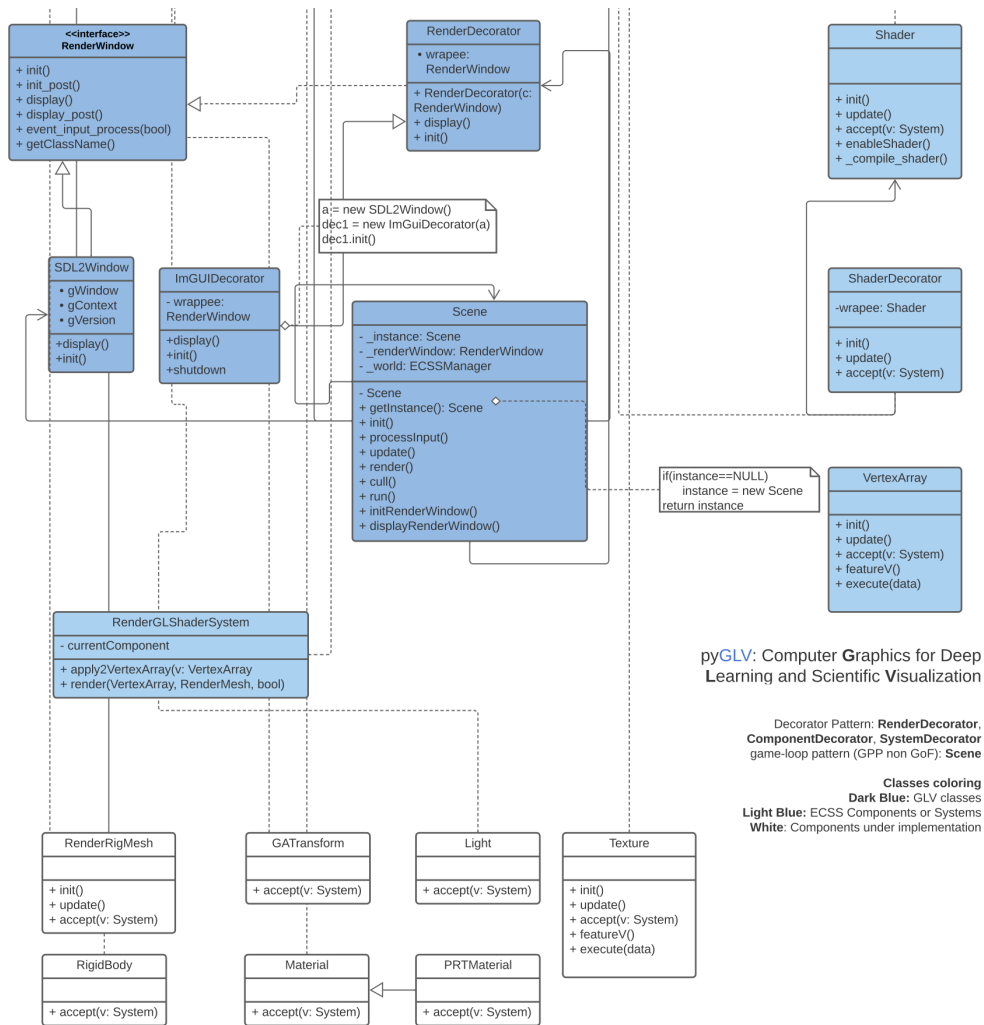 <<interface>>
RenderWindow
+ init()
+ init_post()
+ display()
+ display_post()
+ event_input_process(bool)
+ getClassName()
RenderDecorator
• wrapee:
RenderWindow
+ RenderDecorator(c:
RenderWindow)
+ display()
+ init()
Shader
+ init()
+ update()
+ accept(v: System)
+ enableShader()
+ _compile_shader()
a = new SDL2Window()
dec1 = new ImGuiDecorator(a)
dec1.init()
SDL2Window
• gWindow
• gContext
• gVersion
+display()
+init()
ImGUIDecorator
- wrappee:
RenderWindow
+display()
+init()
+shutdown
Scene
- _instance: Scene
- _renderWindow: RenderWindow
- _world: ECSSManager
- Scene
+ getInstance(): Scene
+ init()
+ processInput()
+ update()
+ render()
+ cull()
+ run()
+ initRenderWindow()
+ displayRenderWindow()
ShaderDecorator
-wrapee: Shader
+ init()
+ update()
+ accept(v: System)
if(instance==NULL)
instance = new Scene
return instance
VertexArray
+ init()
+ update()
+ accept(v: System)
+ featureV()
+ execute(data)
RenderGLShaderSystem
- currentComponent
+ apply2VertexArray(v: VertexArray
+ render(VertexArray, RenderMesh, bool)
pyGLV: Computer Graphics for Deep
Learning and Scientific Visualization
Decorator Pattern: RenderDecorator,
ComponentDecorator, SystemDecorator
game-loop pattern (GPP non GoF): Scene
Classes coloring
Dark Blue: GLV classes
Light Blue: ECSS Components or Systems
White: Components under implementation
RenderRigMesh
+ init()
+ update()
+ accept(v: System)
GATransform
+ accept(v: System)
Light
+ accept(v: System)
Texture
+ init()
+ update()
+ accept(v: System)
+ featureV()
+ execute(data)
RigidBody
+ accept(v: System)
Material
+ accept(v: System)
PRTMaterial
+ accept(v: System)